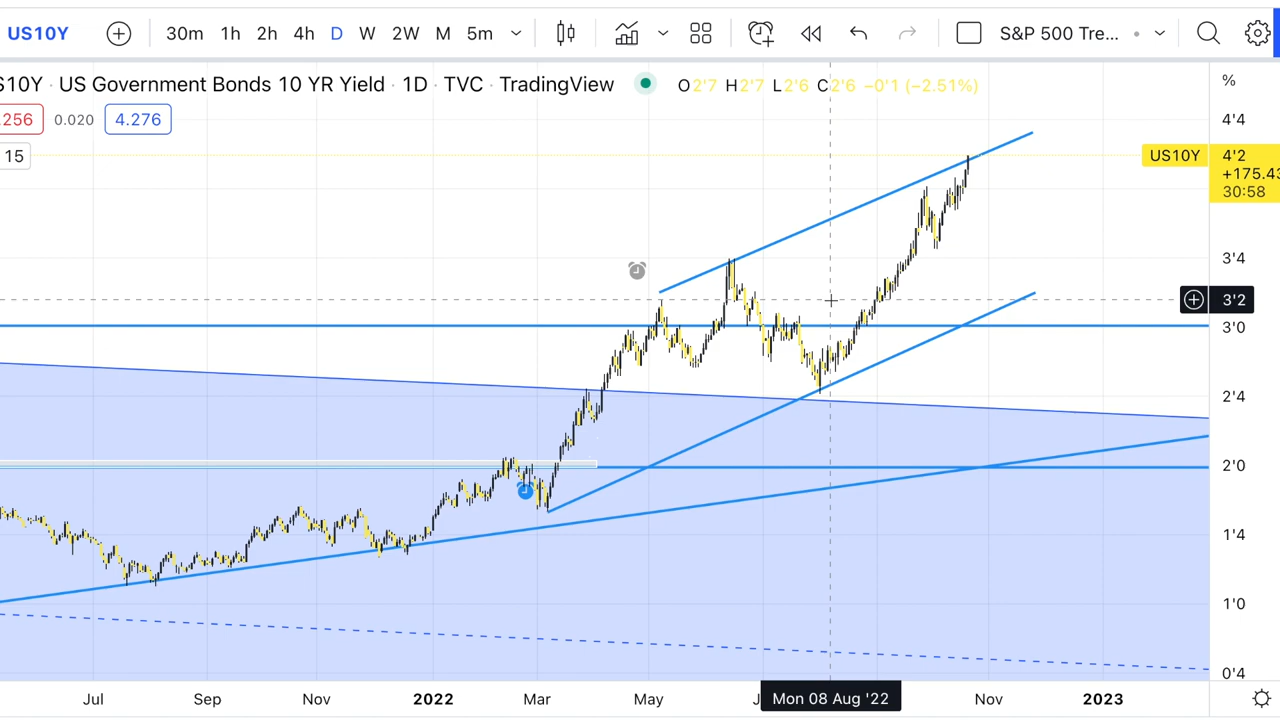 US10Y 30m 1h 2h 4h D W 2W M 5m S&P 500 Tre...
S10Y · US Government Bonds 10 YR Yield · 1D · TVC · TradingView O2'7 H2'7 L2'6 C2'6 −0'1 (−2.51%)
%
.256 0.020 4.276
4'4
15
US10Y 4'2
+175.43
30:58
3'4
3'2
3'0
2'4
2'0
1'4
1'0
0'4
Jul Sep Nov 2022 Mar May J Mon 08 Aug '22 Nov 2023